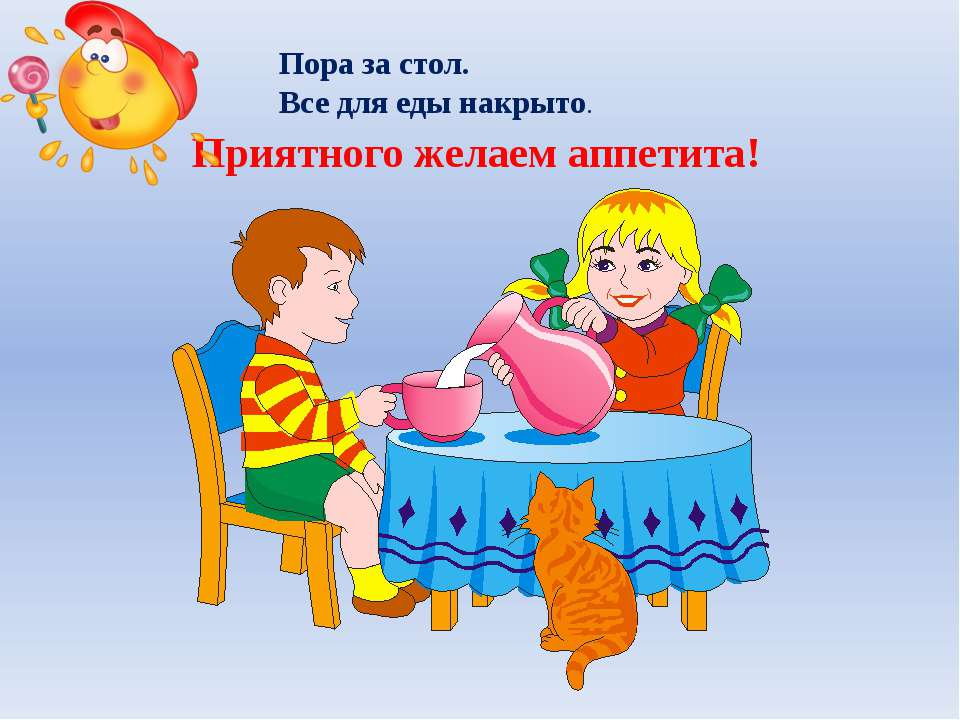 Пора за стол.
Все для еды накрыто.
Приятного желаем аппетита!